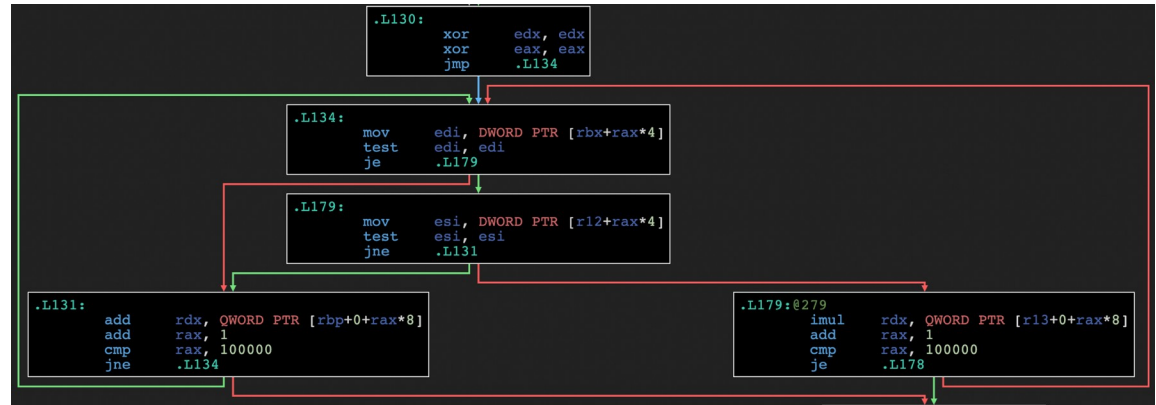 .L130:
xor edx, edx
xor eax, eax
jmp .L134
.L134:
mov edi, DWORD PTR [rbx+rax*4]
test edi, edi
je .L179
.L179:
mov esi, DWORD PTR [r12+rax*4]
test esi, esi
jne .L131
.L131:
add rdx, QWORD PTR [rbp+0+rax*8]
add rax, 1
cmp rax, 100000
jne .L134
.L179:@279
imul rdx, QWORD PTR [r13+0+rax*8]
add rax, 1
cmp rax, 100000
je .L178